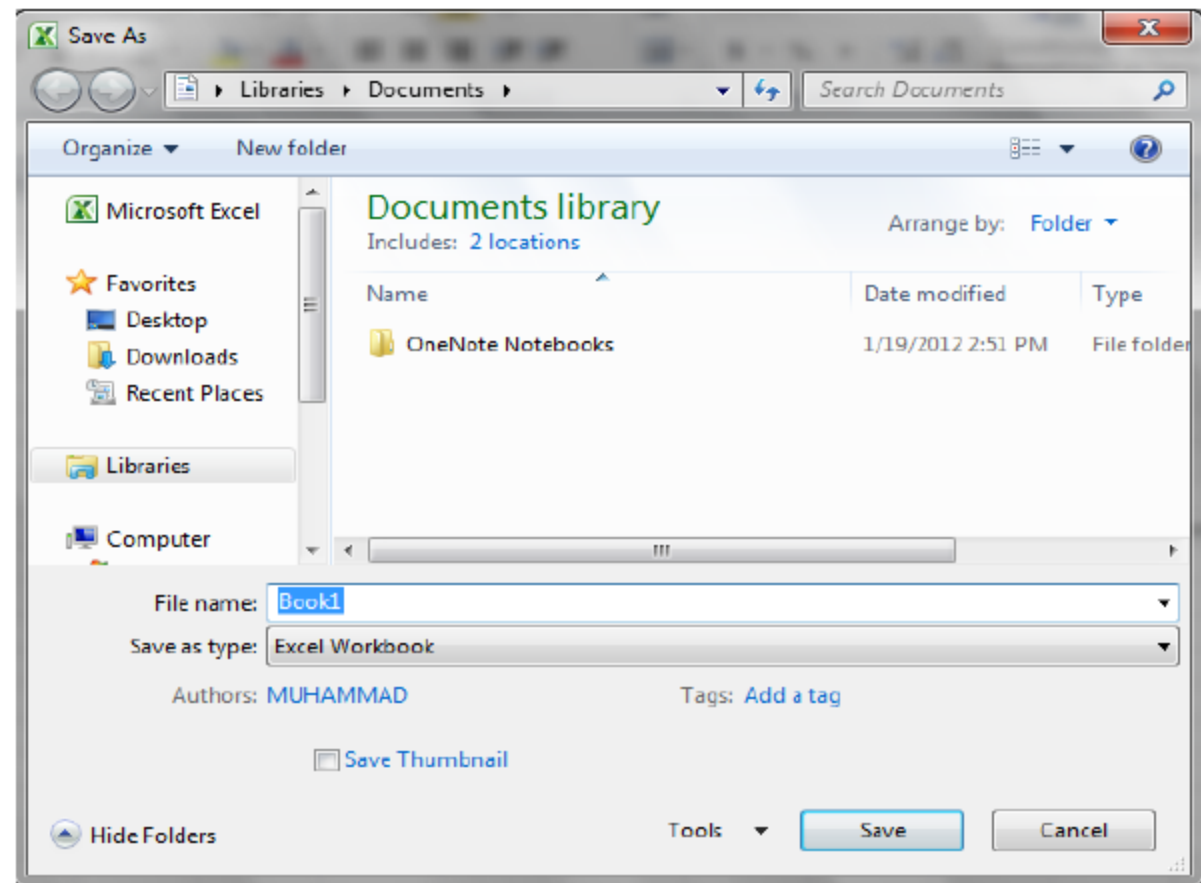 Save As
Libraries Documents
Search Documents
Organize New folder
Microsoft Excel
Favorites
Desktop
Downloads
Recent Places
Libraries
Computer
Documents library
Includes: 2 locations
Arrange by: Folder
Name Date modified Type
OneNote Notebooks 1/19/2012 2:51 PM File folder
File name: Book1
Save as type: Excel Workbook
Authors: MUHAMMAD Tags: Add a tag
Save Thumbnail
Hide Folders Tools Save Cancel